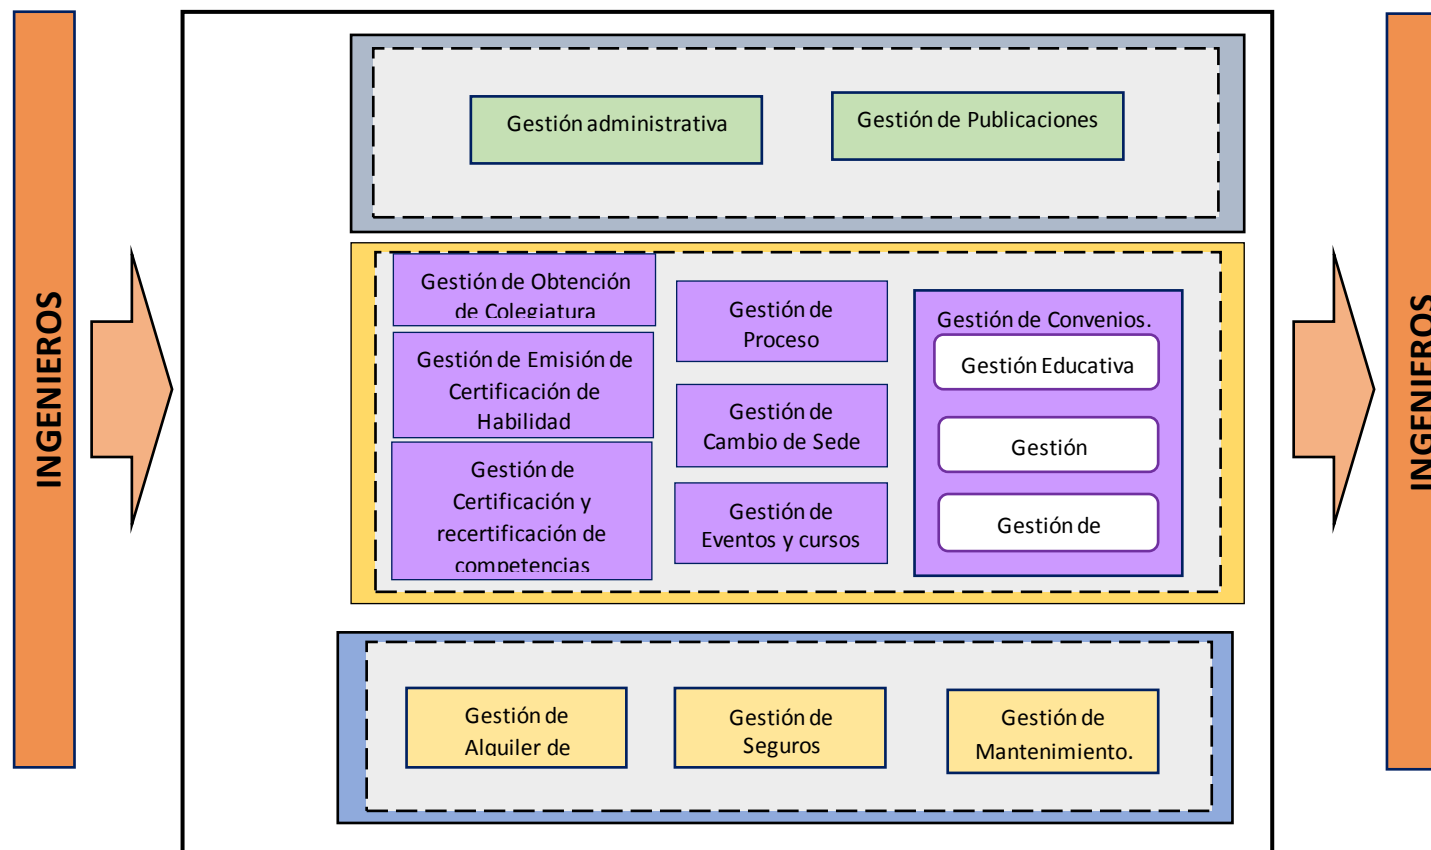 INGENIEROS
Gestión administrativa
Gestión de Publicaciones
Gestión de Obtención
de Colegiatura
Gestión de Emisión de
Certificación de
Habilidad
Gestión de
Certificación y
recertificación de
competencias
Gestión de
Proceso
Gestión de
Cambio de Sede
Gestión de
Eventos y cursos
Gestión de Convenios.
Gestión Educativa
Gestión
Gestión de
Gestión de
Alquiler de
Gestión de
Seguros
Gestión de
Mantenimiento.
INGENIEROS